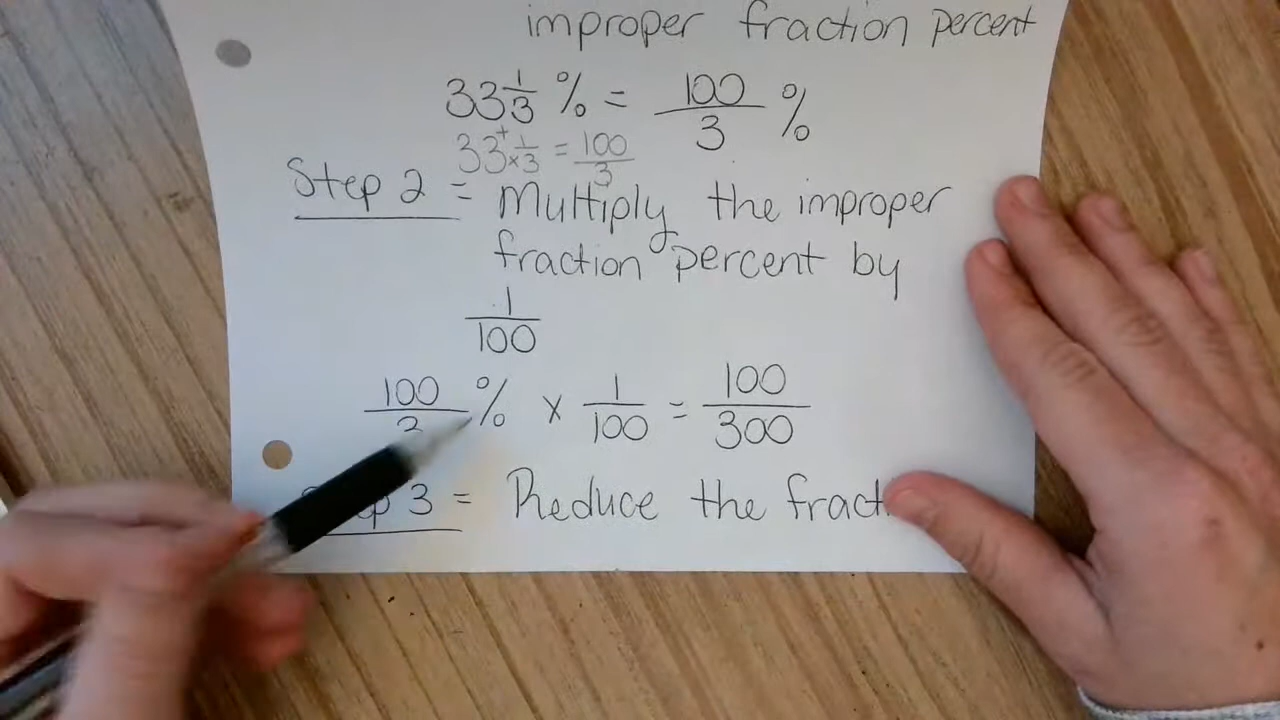 improper fraction percent
33 1/3 % = 100/3 %
33 + 1 × 3 = 100/3
Step 2 = Multiply the improper
fraction percent by
1/100
100/3 % x 1/100 = 100/300
3 = Reduce the